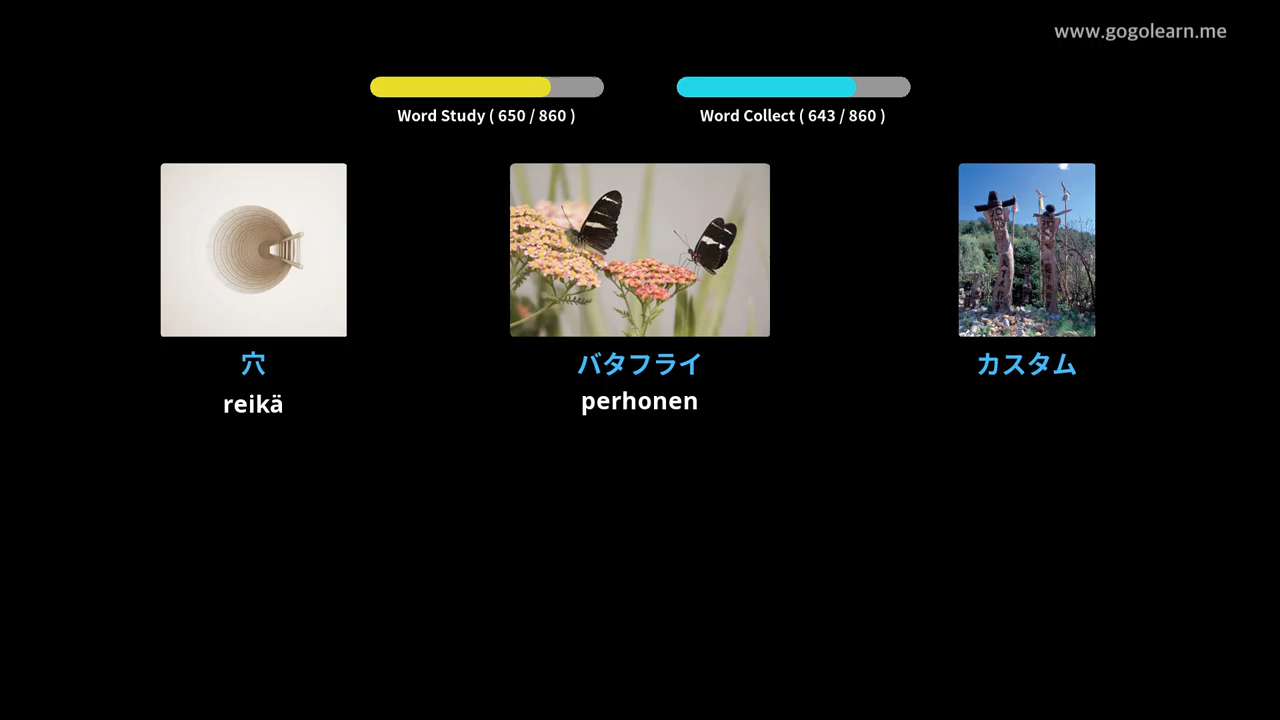 www.gogolearn.me
Word Study ( 650 / 860 )
Word Collect ( 643 / 860 )
穴
バタフライ
カスタム
reikä
perhonen